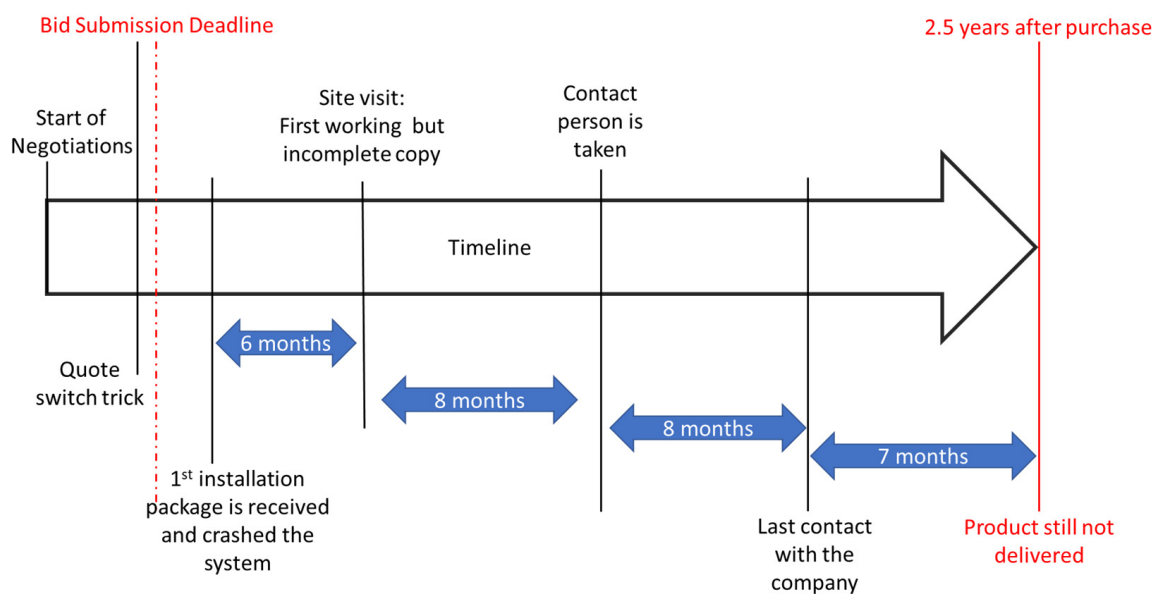 Bid Submission Deadline
2.5 years after purchase
Start of
Negotiations
Site visit:
First working but
incomplete copy
Contact
person is
taken
Timeline
6 months
8 months
8 months
7 months
Quote
switch trick
1st installation
package is received
and crashed the
system
Last contact
with the
company
Product still not
delivered